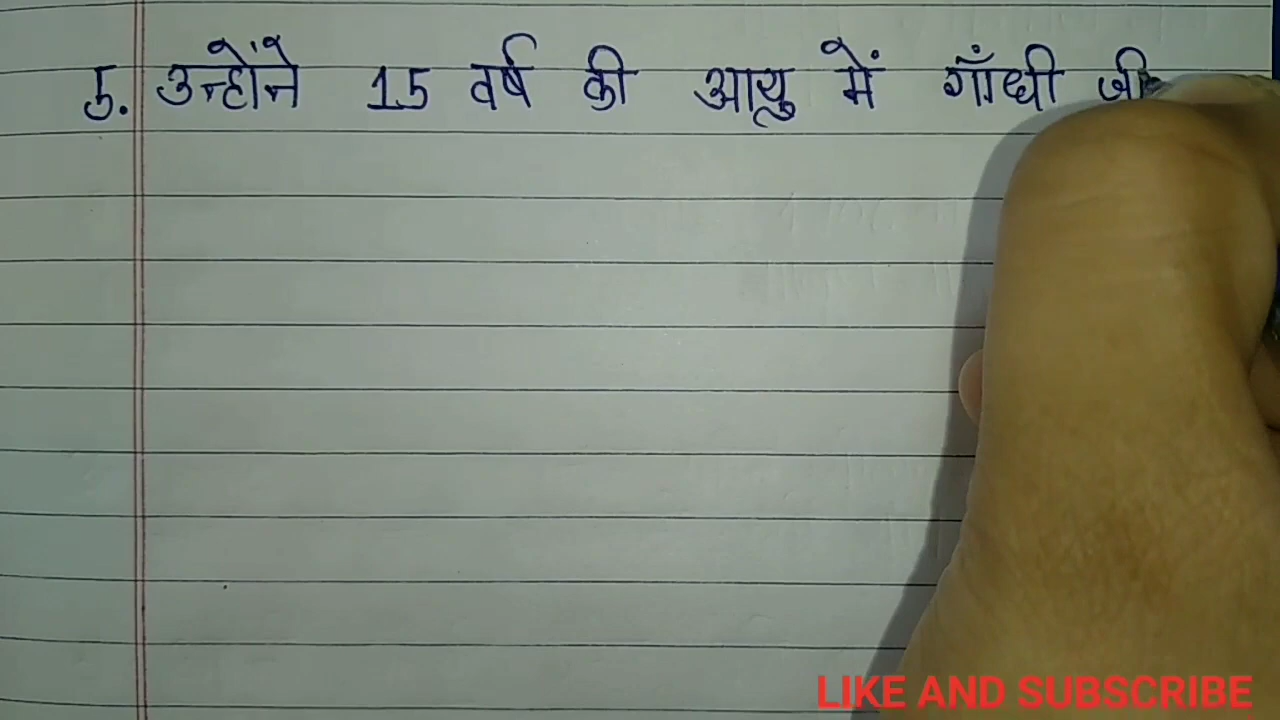 5. उन्होंने 15 वर्ष की आयु में गाँधी जी
LIKE AND SUBSCRIBE